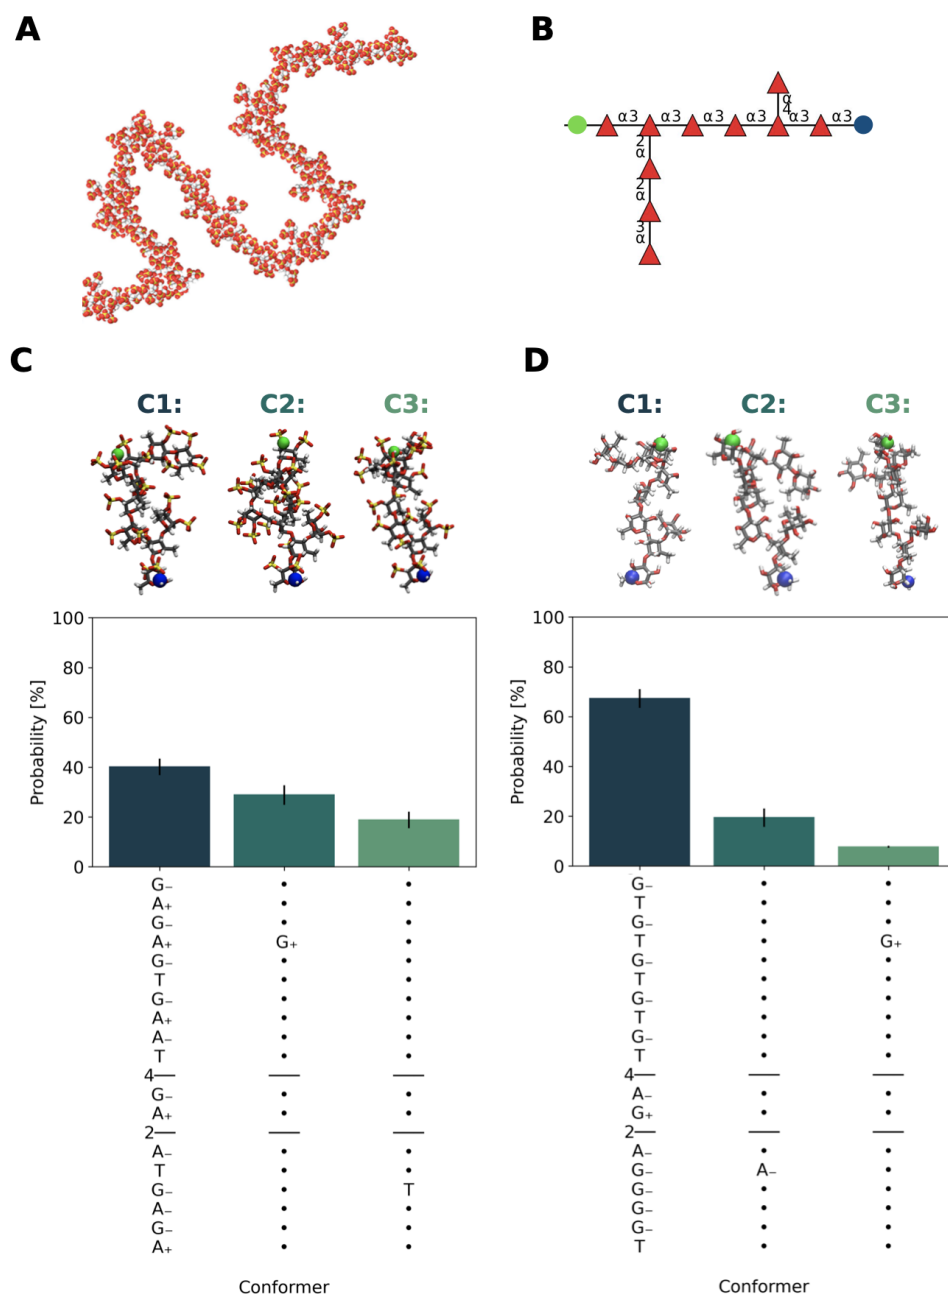 A
B
α
4
α3 α3 α3 α3 α3 α3
2
α
2
α
3
α
C
D
C1: C2: C3:
C1: C2: C3:
100
80
60
40
20
0
Probability [%]
G₋
A₊
G₋
A₊ G₊
G₋
T
G₋
A₊
A₋
T
4
G₋
A₊
2
A₋
T
G₋ T
A₋
G₋
A₊
Conformer
100
80
60
40
20
0
Probability [%]
G₋
T
G₋
T G₊
G₋
T
G₋
T
G₋
T
4
A₋
G₊
2
A₋
G₋ A₋
G₋
G₋
G₋
T
Conformer